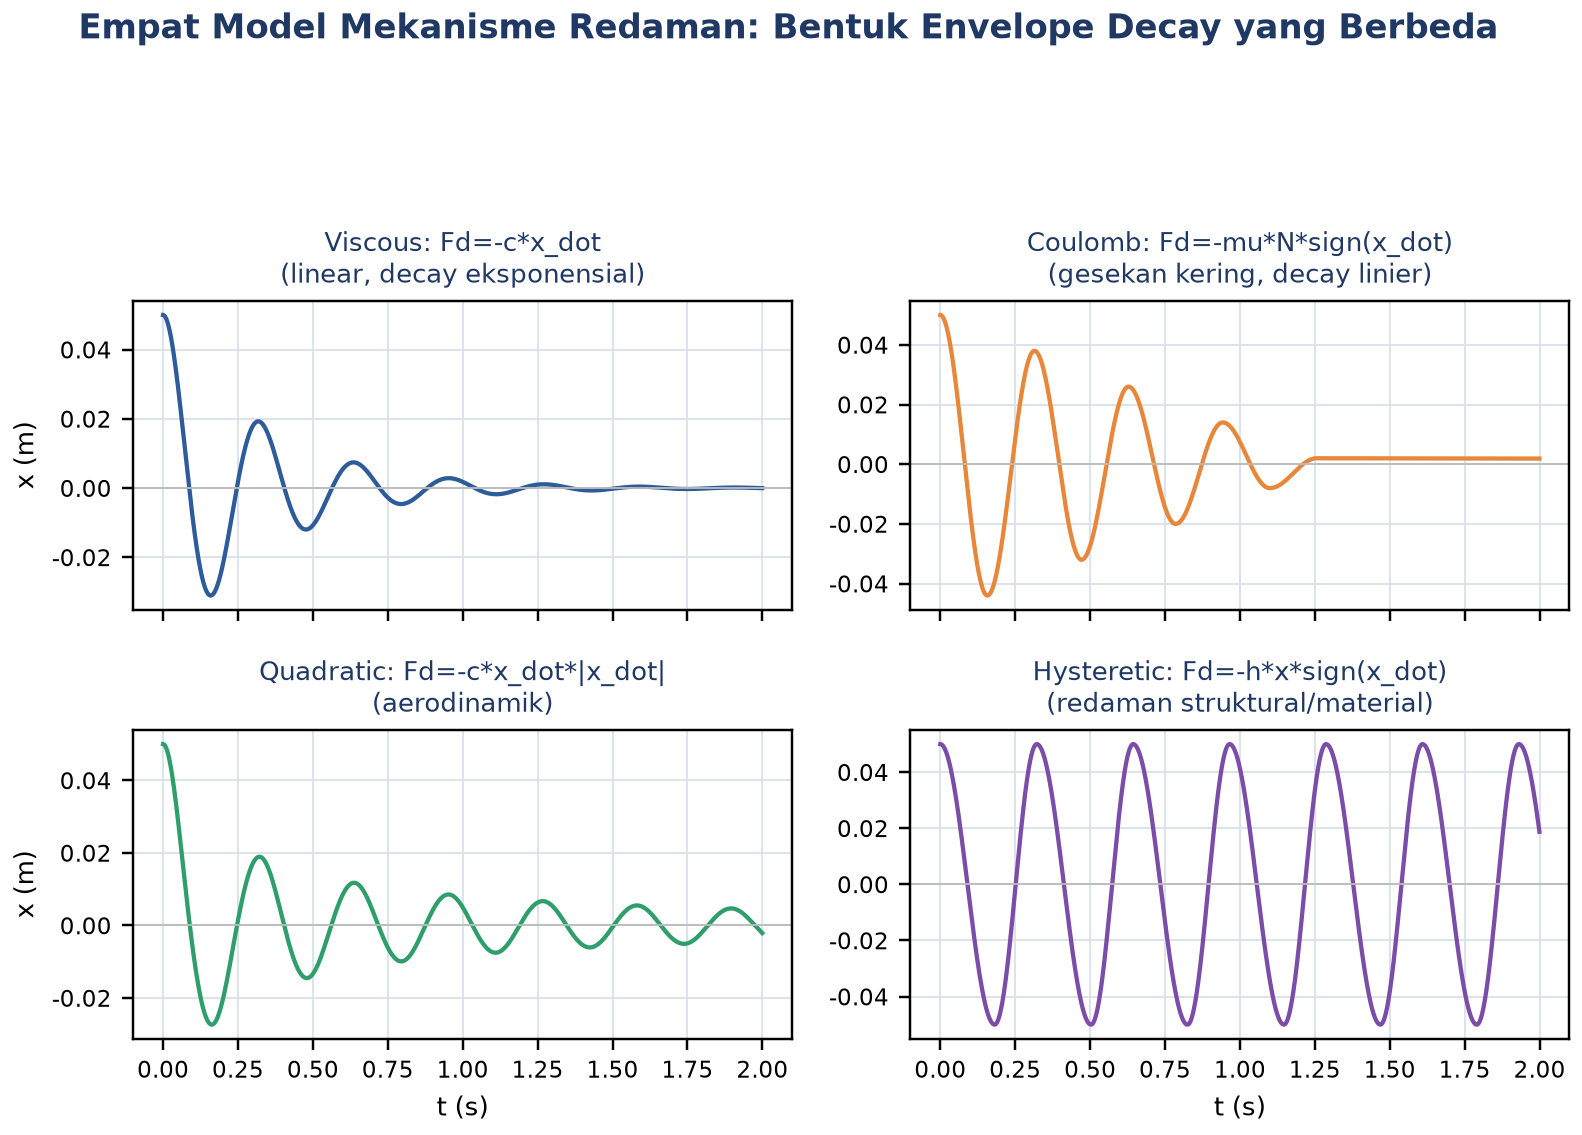 Empat Model Mekanisme Redaman: Bentuk Envelope Decay yang Berbeda
Viscous: Fd=-c*x_dot
(linear, decay eksponensial)
x (m)
0.04
0.02
0.00
-0.02
Coulomb: Fd=-mu*N*sign(x_dot)
(gesekan kering, decay linier)
0.04
0.02
0.00
-0.02
-0.04
Quadratic: Fd=-c*x_dot*|x_dot|
(aerodinamik)
x (m)
0.04
0.02
0.00
-0.02
0.00 0.25 0.50 0.75 1.00 1.25 1.50 1.75 2.00
t (s)
Hysteretic: Fd=-h*x*sign(x_dot)
(redaman struktural/material)
0.04
0.02
0.00
-0.02
-0.04
0.00 0.25 0.50 0.75 1.00 1.25 1.50 1.75 2.00
t (s)